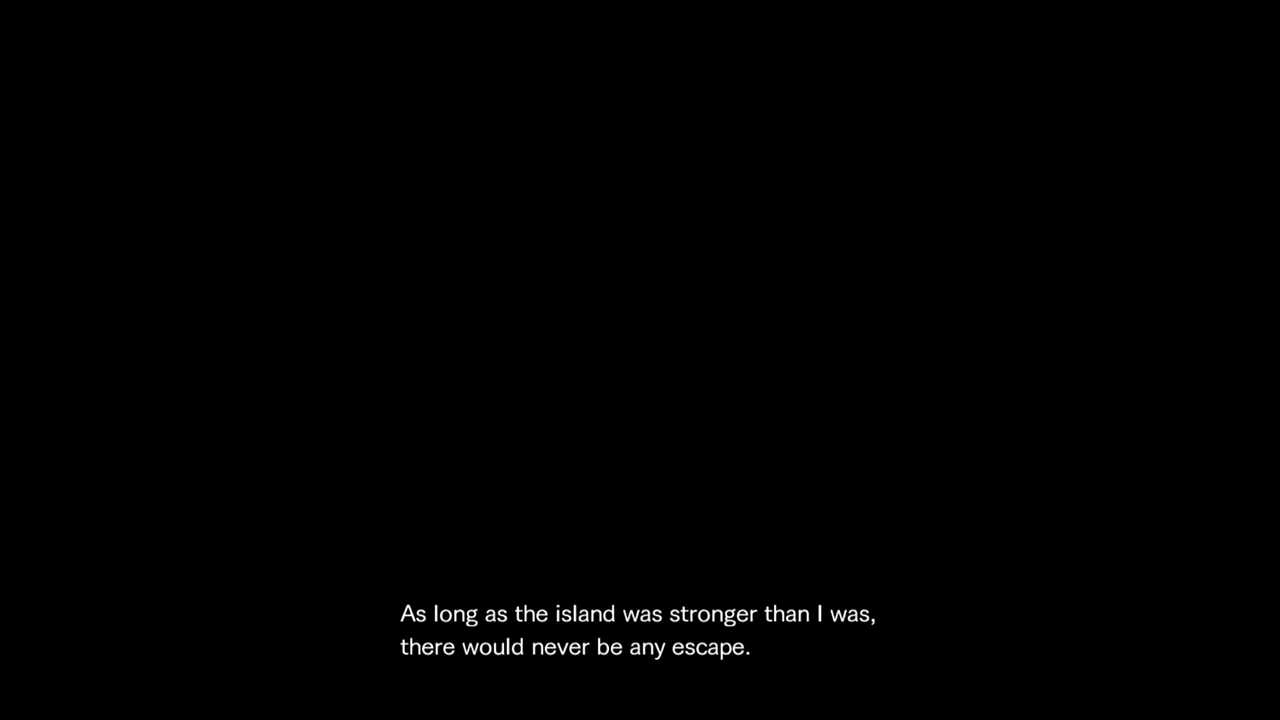 As long as the island was stronger than I was,
there would never be any escape.